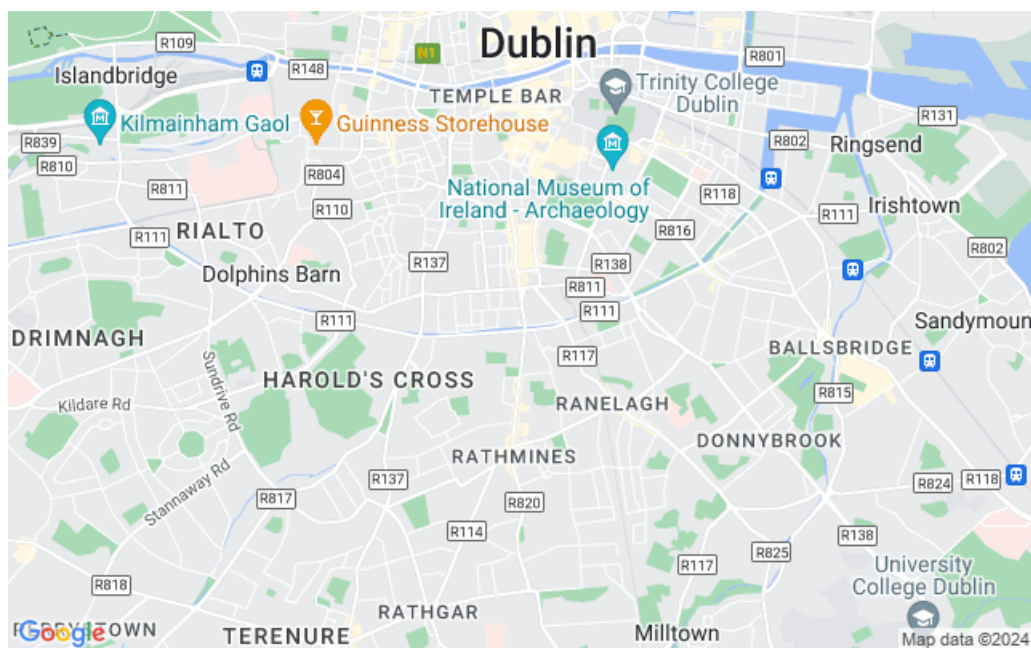 R109
Dublin
R801
Islandbridge
R148
N1
TEMPLE BAR
Trinity College
Dublin
Kilmainham Gaol
Guinness Storehouse
R131
R839
R810
R802
Ringsend
R811
R804
National Museum of
Ireland - Archaeology
R118
R110
R111
Irishtown
RIALTO
R111
R816
R802
Dolphins Barn
R137
R138
R811
R111
R111
Sandymoun
DRIMNAGH
R117
BALLSBRIDGE
Sundrive Rd
HAROLD'S CROSS
R815
Kildare Rd
RANELAGH
DONNYBROOK
RATHMINES
Stannaway Rd
R137
R824
R118
R817
R820
R114
R138
R825
R117
University
College Dublin
R818
RATHGAR
Google
TERENURE
Milltown
Map data ©2024